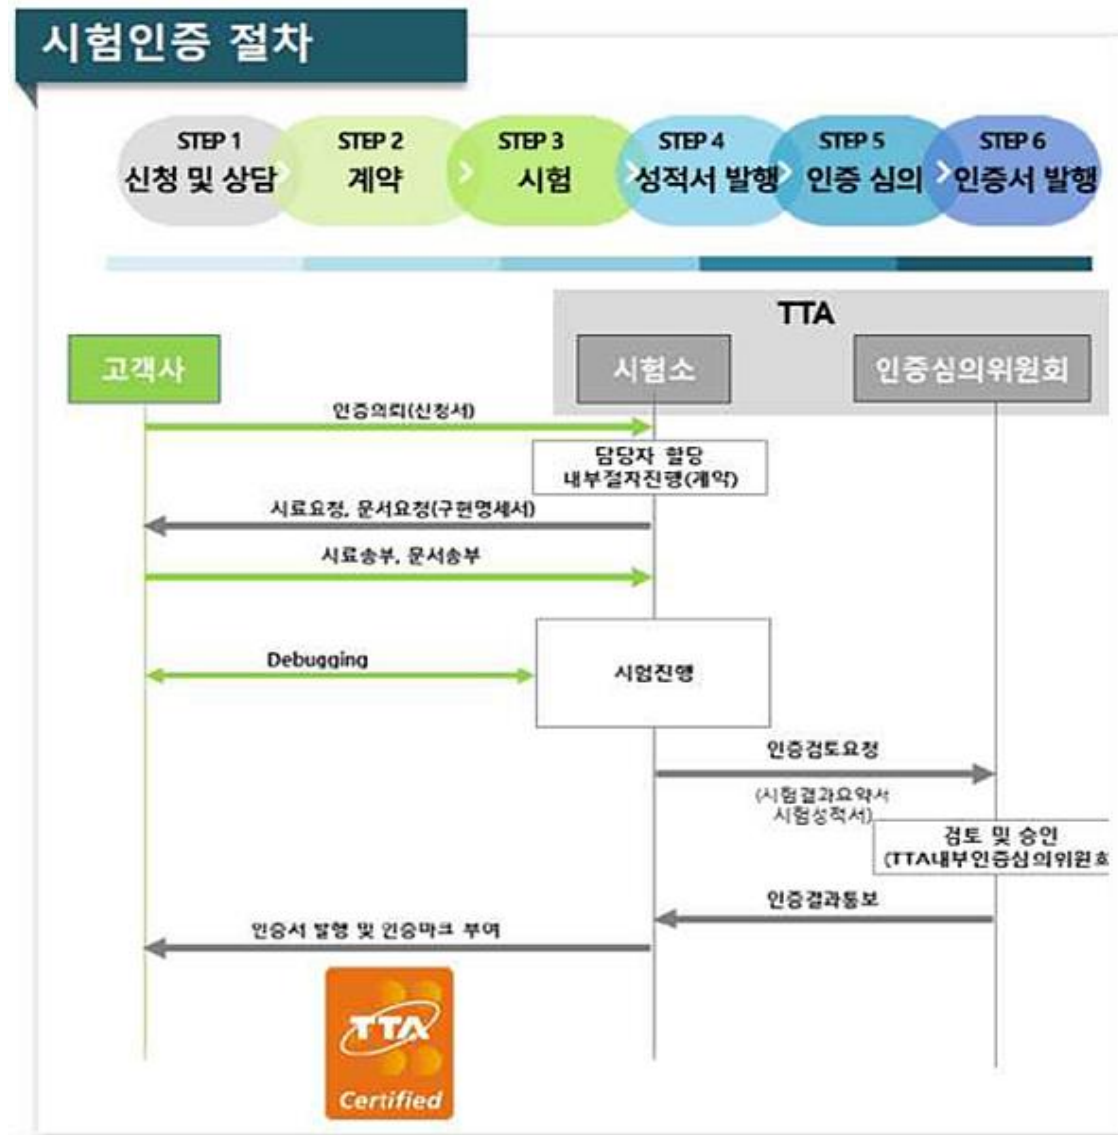 시험인증 절차
STEP 1
신청 및 상담
STEP 2
계약
STEP 3
시험
STEP 4
성적서 발행
STEP 5
인증 심의
STEP 6
인증서 발행
TTA
고객사
시험소
인증심의위원회
인증의뢰(신청서)
담당자 할당
내부절차진행(계약)
시료요청, 문서요청(구현명세서)
시료송부, 문서송부
Debugging
시험진행
인증검토요청
(시험결과요약서
시험성적서)
검토 및 승인
(TTA내부인증심의위원회
인증결과통보
인증서 발행 및 인증마크 부여
TTA
Certified